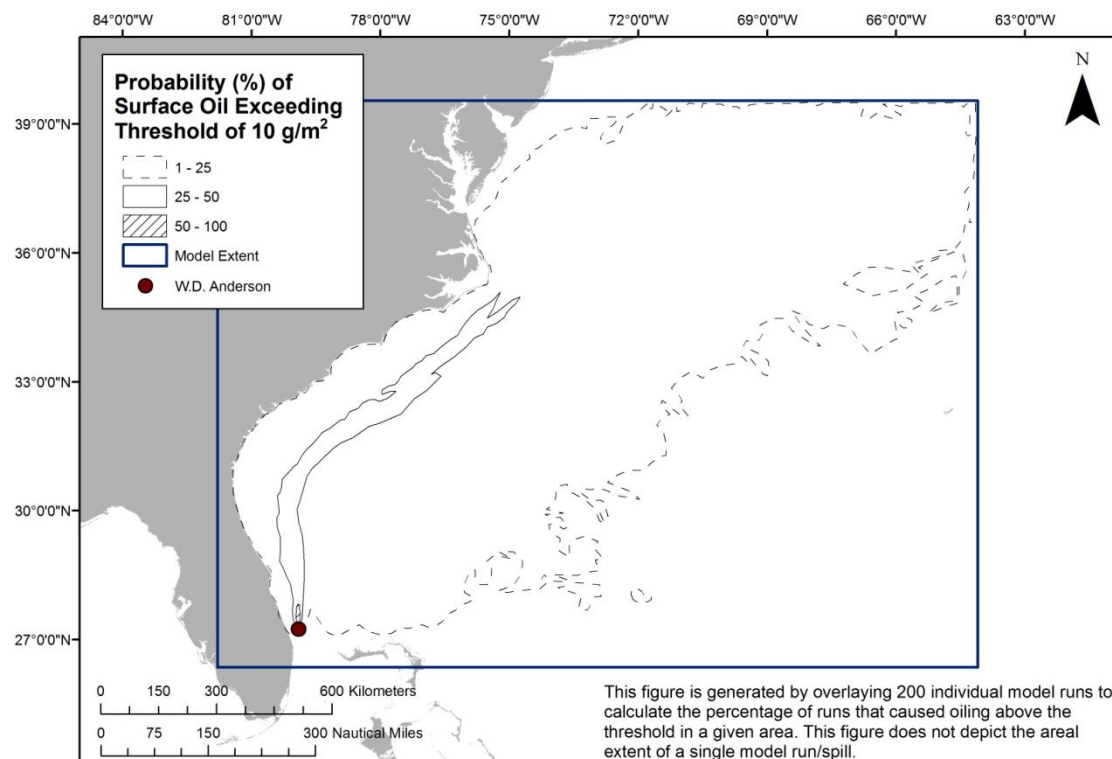 84°0'0"W 81°0'0"W 78°0'0"W 75°0'0"W 72°0'0"W 69°0'0"W 66°0'0"W 63°0'0"W
N
Probability (%) of
Surface Oil Exceeding
Threshold of 10 g/m²
1 - 25
25 - 50
50 - 100
Model Extent
W.D. Anderson
39°0'0"N
36°0'0"N
33°0'0"N
30°0'0"N
27°0'0"N
0 150 300 600 Kilometers
0 75 150 300 Nautical Miles
This figure is generated by overlaying 200 individual model runs to
calculate the percentage of runs that caused oiling above the
threshold in a given area. This figure does not depict the areal
extent of a single model run/spill.